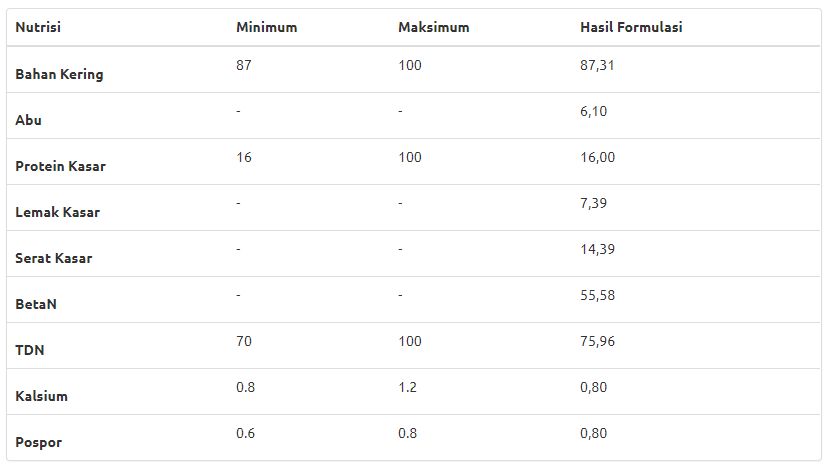 Nutrisi Minimum Maksimum Hasil Formulasi
Bahan Kering 87 100 87,31
Abu - - 6,10
Protein Kasar 16 100 16,00
Lemak Kasar - - 7,39
Serat Kasar - - 14,39
BetaN - - 55,58
TDN 70 100 75,96
Kalsium 0.8 1.2 0,80
Pospor 0.6 0.8 0,80